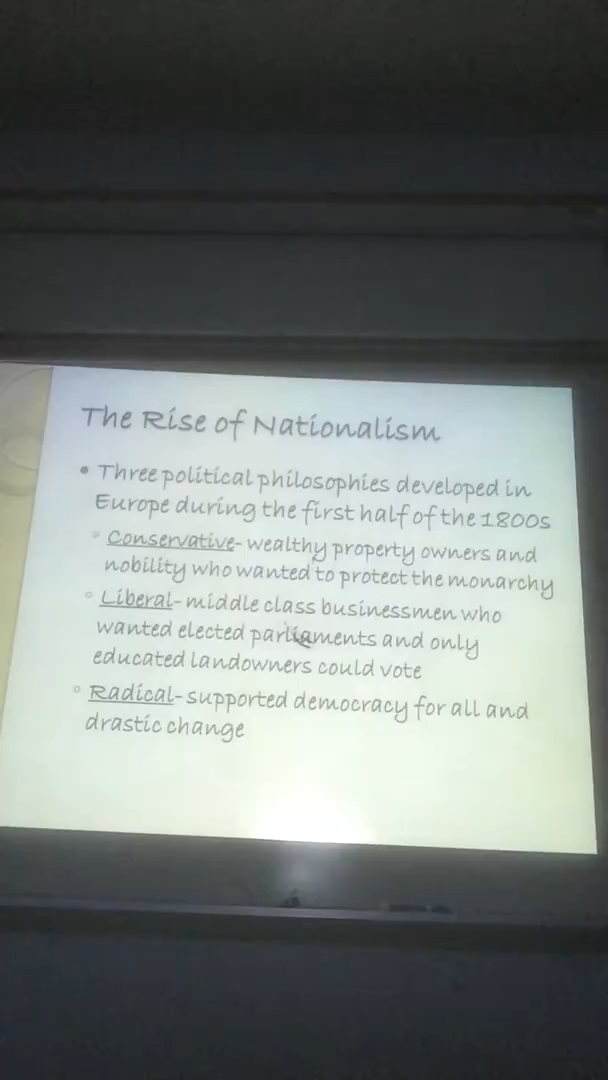 The Rise of Nationalism
• Three political philosophies developed in
Europe during the first half of the 1800s
◦ Conservative- wealthy property owners and
nobility who wanted to protect the monarchy
◦ Liberal- middle class businessmen who
wanted elected parliaments and only
educated landowners could vote
◦ Radical- supported democracy for all and
drastic change